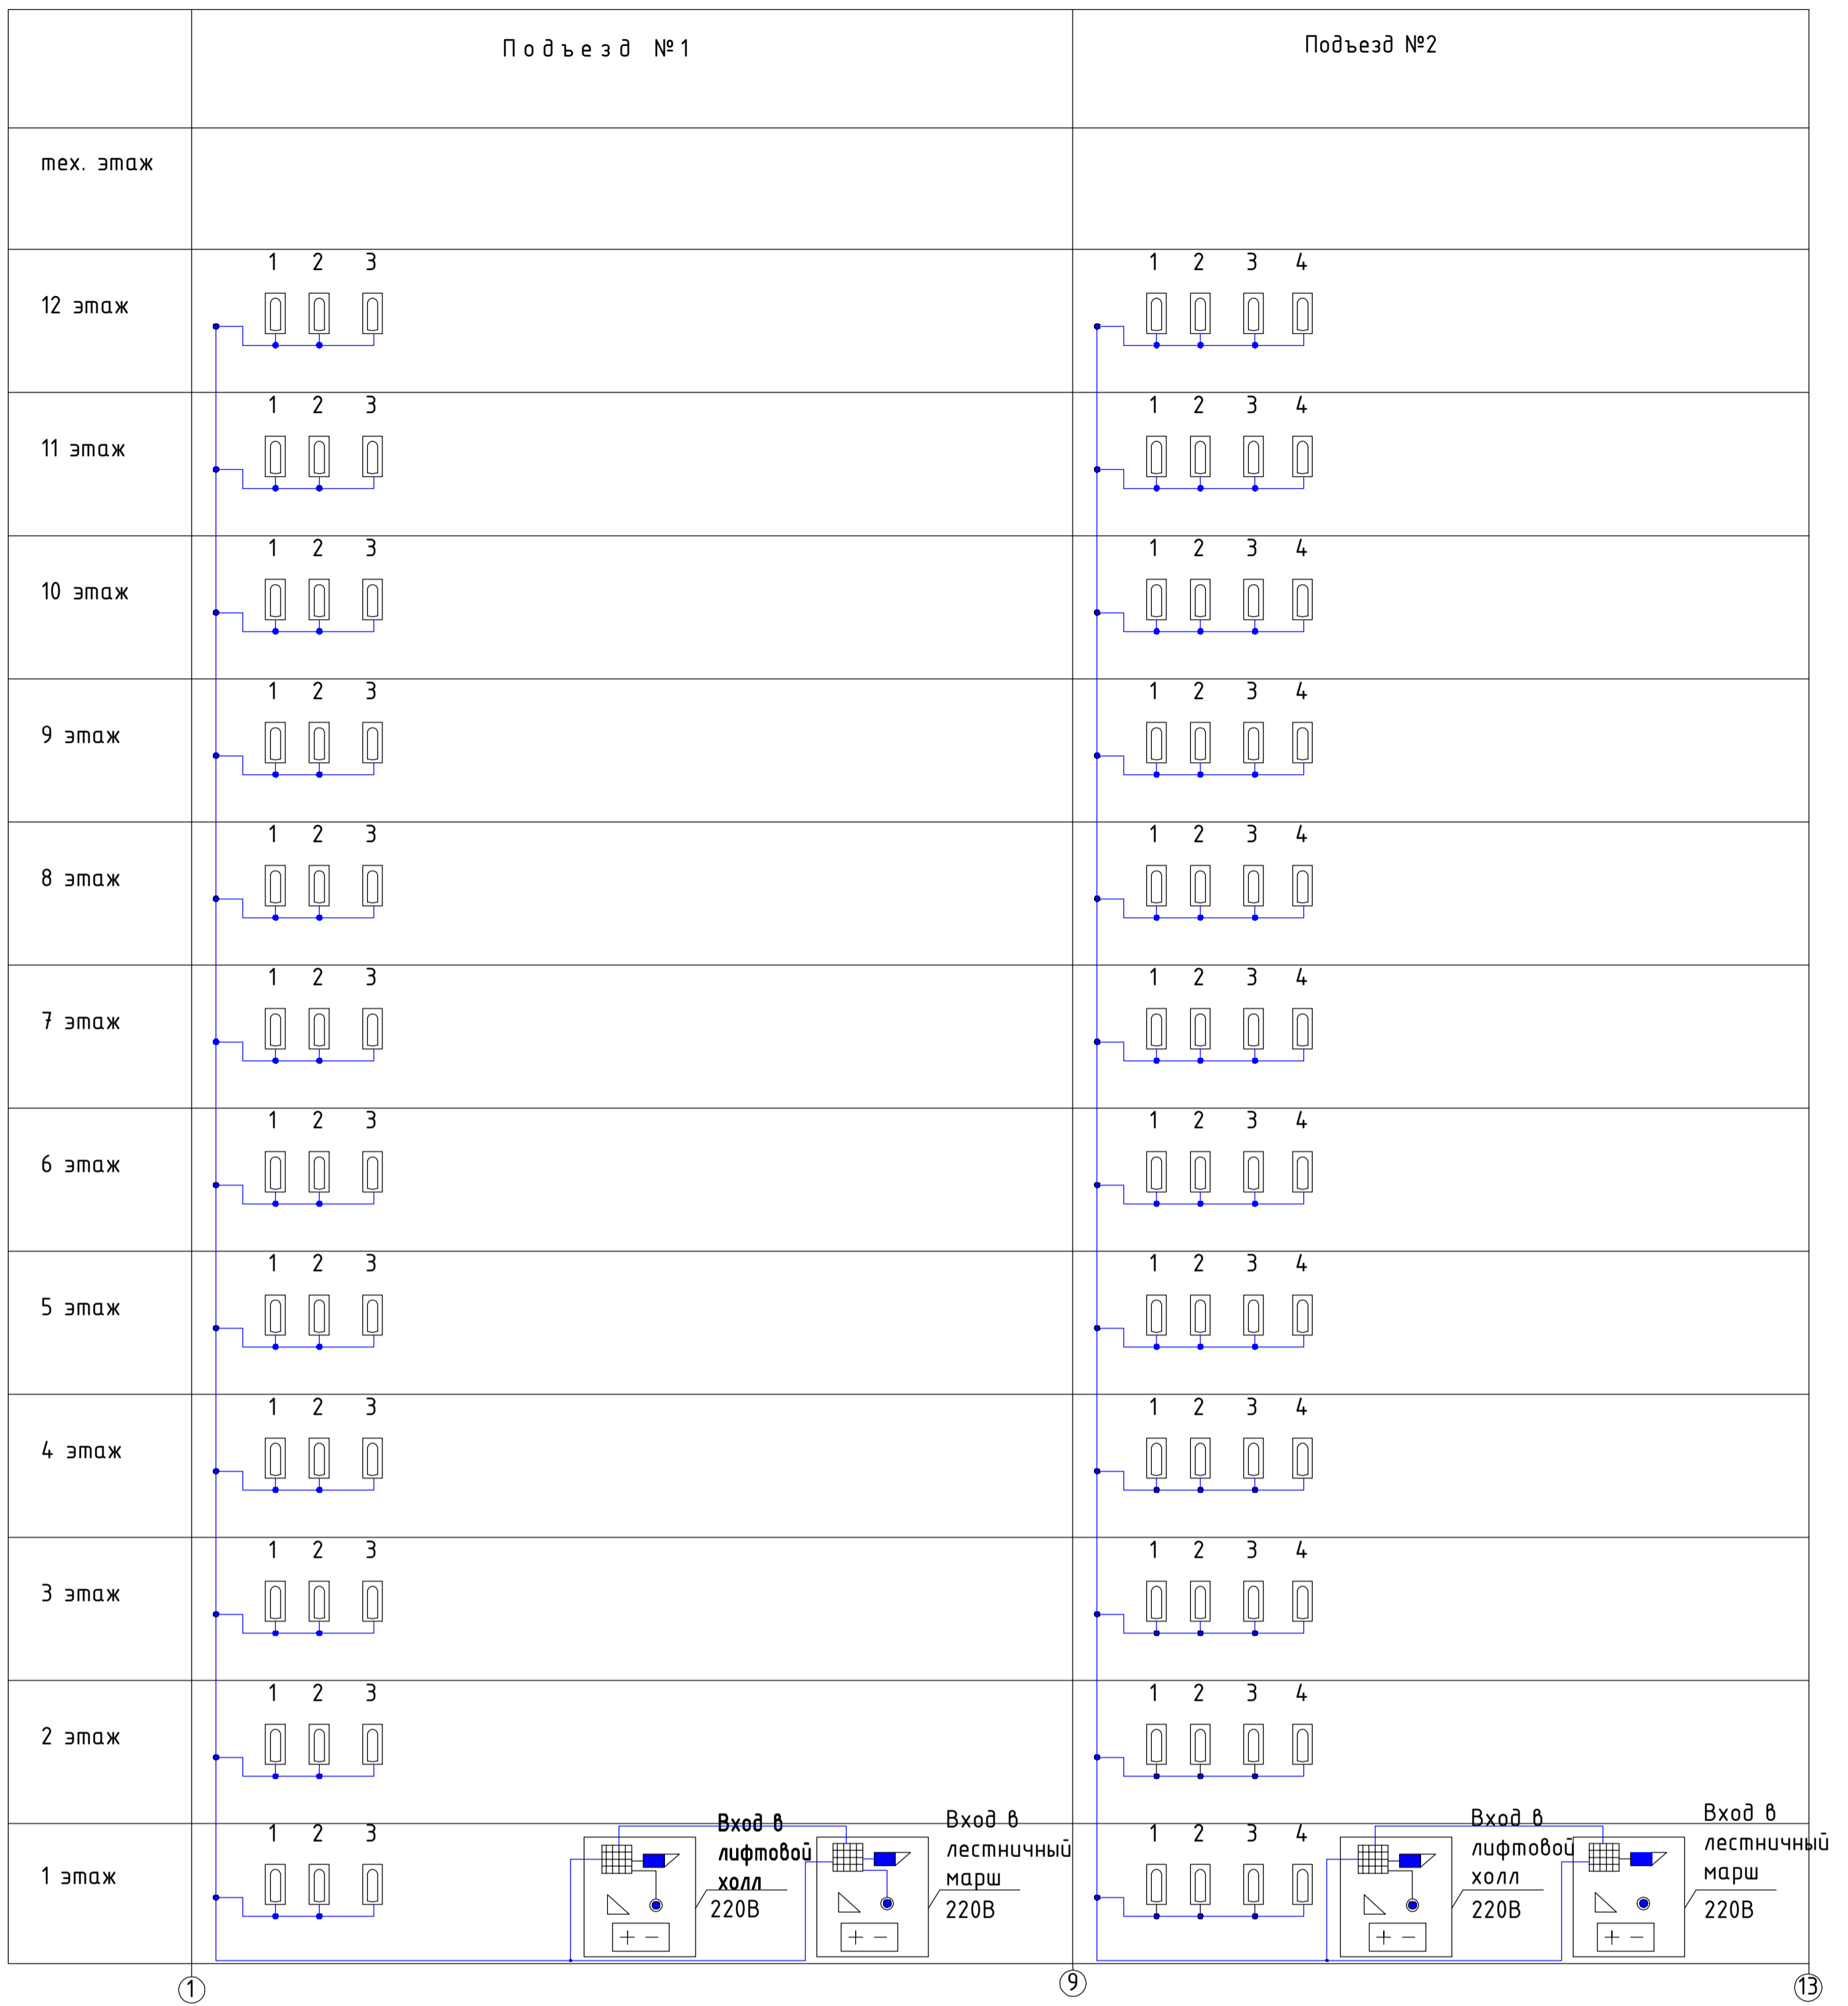 Подъезд №1
Подъезд №2
тех. этаж
1 2 3
1 2 3 4
12 этаж
1 2 3
1 2 3 4
11 этаж
1 2 3
1 2 3 4
10 этаж
1 2 3
1 2 3 4
9 этаж
1 2 3
1 2 3 4
8 этаж
1 2 3
1 2 3 4
7 этаж
1 2 3
1 2 3 4
6 этаж
1 2 3
1 2 3 4
5 этаж
1 2 3
1 2 3 4
4 этаж
1 2 3
1 2 3 4
3 этаж
1 2 3
1 2 3 4
2 этаж
1 2 3
1 2 3 4
1 этаж
Вход в
лифтовой
холл
220В
Вход в
лестничный
марш
220В
Вход в
лифтовой
холл
220В
Вход в
лестничный
марш
220В
1
9
13